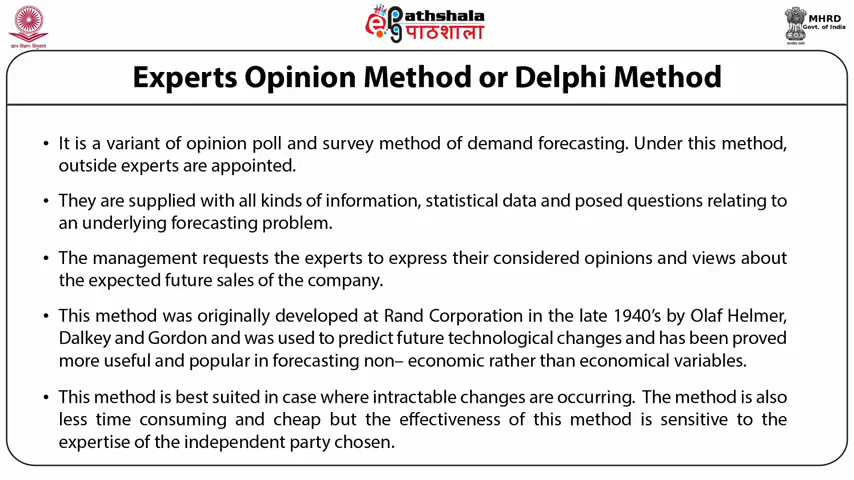 ePathshala
पाठशाला
MHRD
Govt. of India
Experts Opinion Method or Delphi Method
• It is a variant of opinion poll and survey method of demand forecasting. Under this method,
outside experts are appointed.
• They are supplied with all kinds of information, statistical data and posed questions relating to
an underlying forecasting problem.
• The management requests the experts to express their considered opinions and views about
the expected future sales of the company.
• This method was originally developed at Rand Corporation in the late 1940's by Olaf Helmer,
Dalkey and Gordon and was used to predict future technological changes and has been proved
more useful and popular in forecasting non– economic rather than economical variables.
• This method is best suited in case where intractable changes are occurring. The method is also
less time consuming and cheap but the effectiveness of this method is sensitive to the
expertise of the independent party chosen.